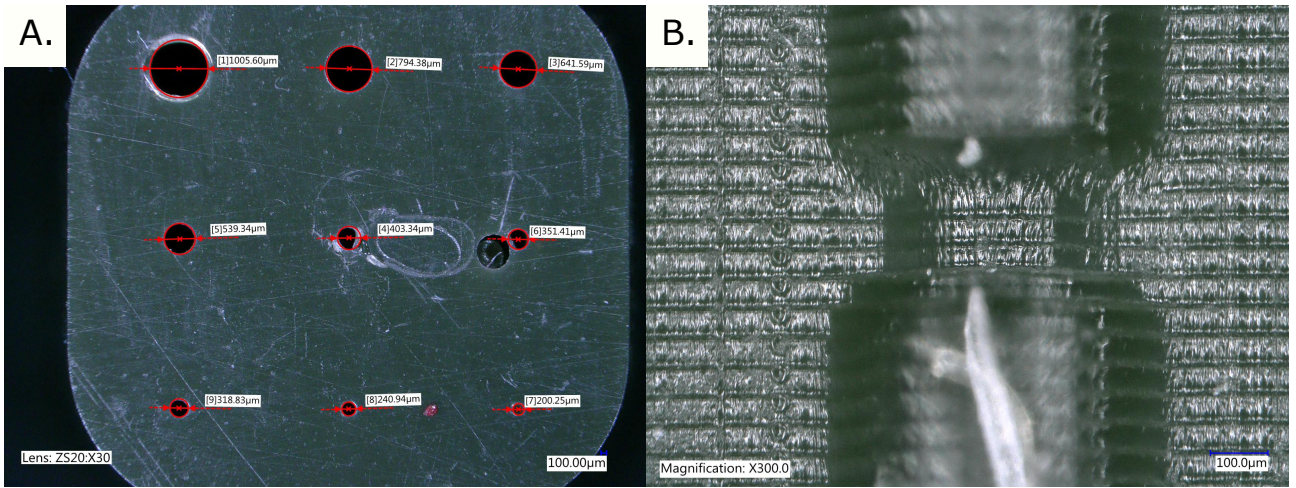 A.
[1]1005.60µm
[2]794.38µm
[3]641.59µm
[5]539.34µm
[4]403.34µm
[6]351.41µm
[9]318.83µm
[8]240.94µm
[7]200.25µm
Lens: ZS20:X30
100.00µm
B.
Magnification: X300.0
100.0µm